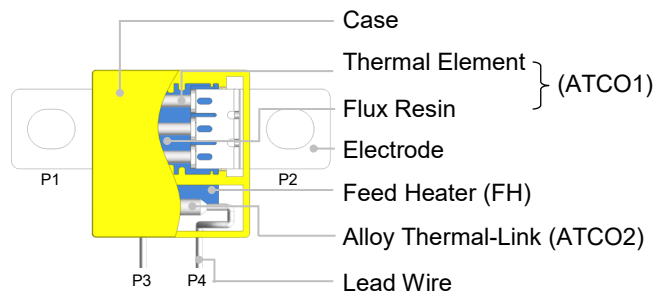 Case
Thermal Element
(ATCO1)
Flux Resin
Electrode
P1
P2
Feed Heater (FH)
Alloy Thermal-Link (ATCO2)
P3
P4
Lead Wire